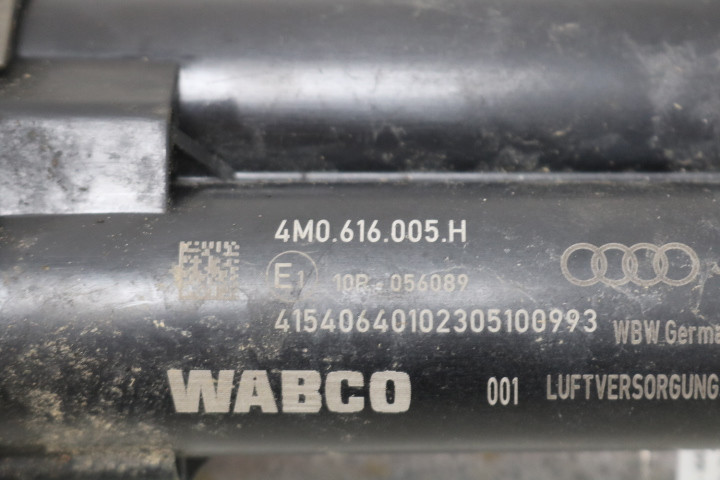 4M0.616.005.H
E1 10R - 056089
41540640102305100993 WBW Germa
WABCO 001 LUFTVERSORGUNG